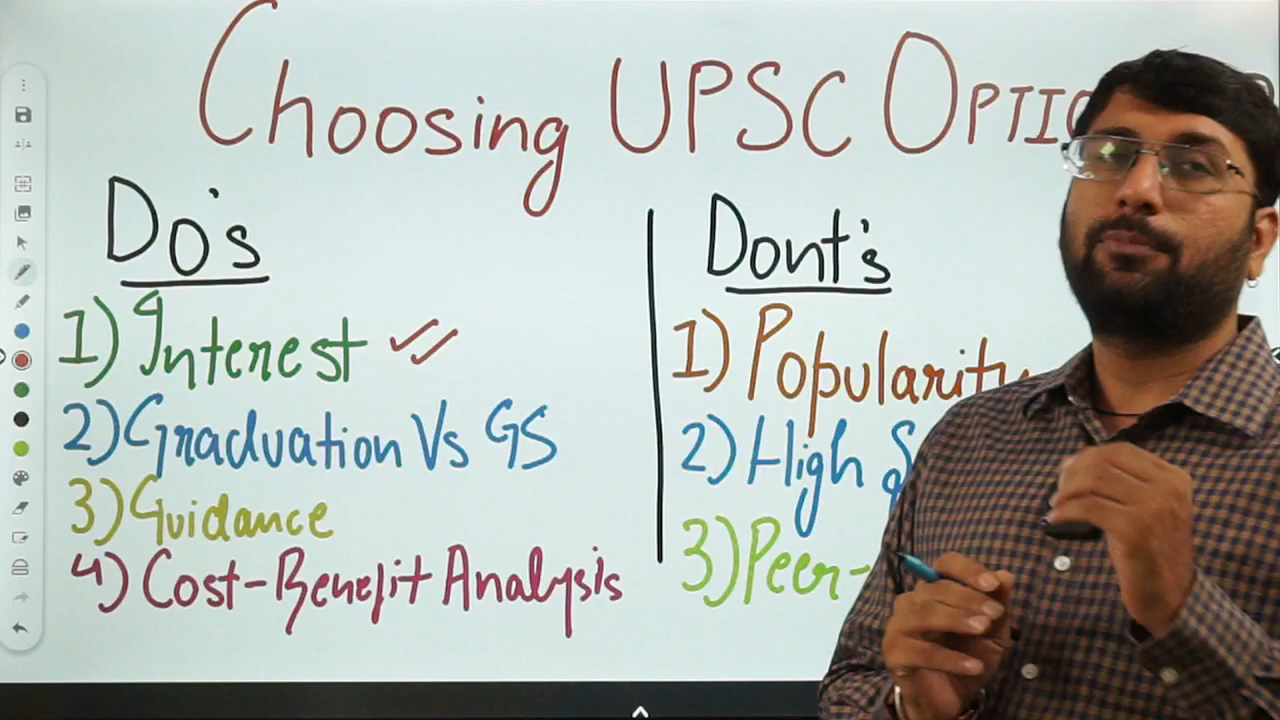 Choosing UPSC
Do's
1) Interest
2) Graduation Vs GS
3) Guidance
4) Cost-Benefit Analysis
Dont's
1) Popularity
2) High
3) Peer-